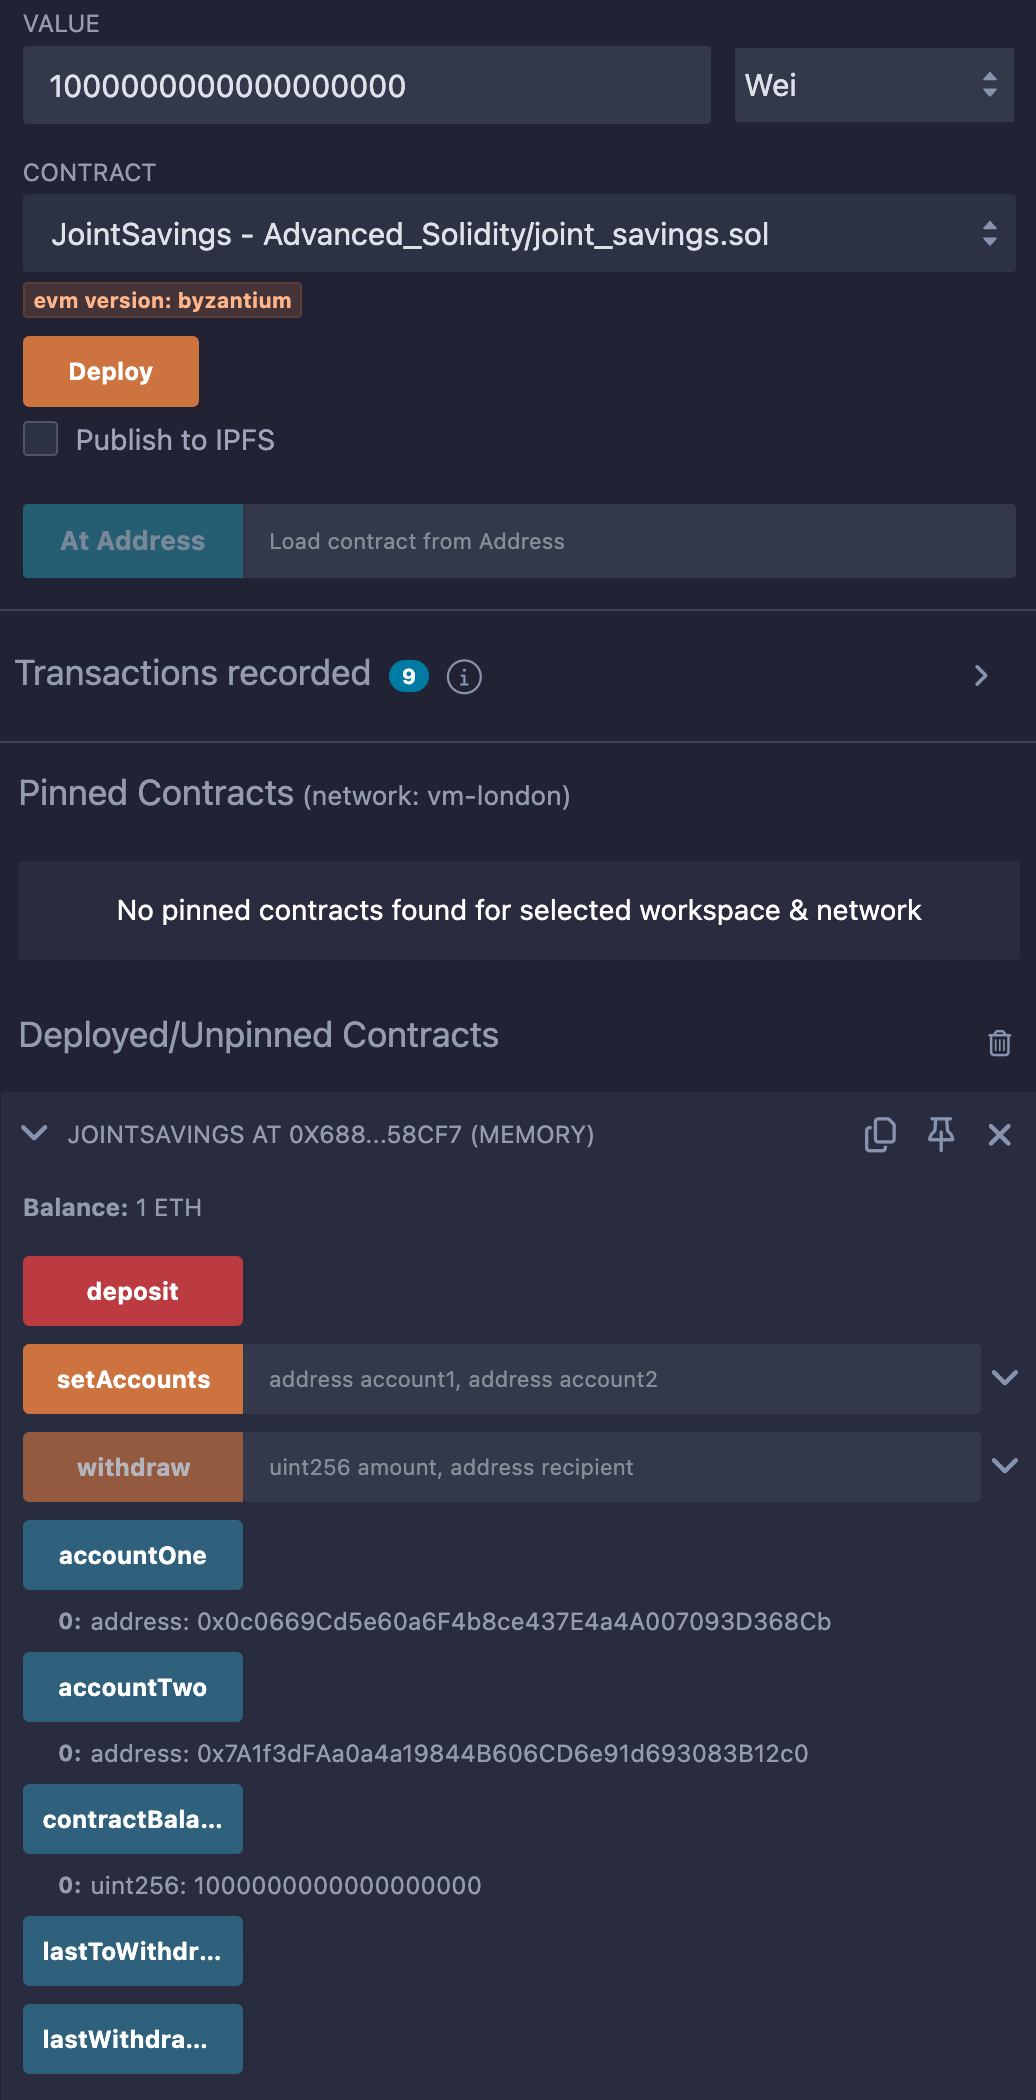 VALUE
1000000000000000000
Wei
CONTRACT
JointSavings - Advanced_Solidity/joint_savings.sol
evm version: byzantium
Deploy
Publish to IPFS
At Address
Load contract from Address
Transactions recorded 9 i
Pinned Contracts (network: vm-london)
No pinned contracts found for selected workspace & network
Deployed/Unpinned Contracts
JOINTSAVINGS AT 0X688...58CF7 (MEMORY)
Balance: 1 ETH
deposit
setAccounts
address account1, address account2
withdraw
uint256 amount, address recipient
accountOne
0: address: 0x0c0669Cd5e60a6F4b8ce437E4a4A007093D368Cb
accountTwo
0: address: 0x7A1f3dFAa0a4a19844B606CD6e91d693083B12c0
contractBala...
0: uint256: 1000000000000000000
lastToWithdr...
lastWithdra...